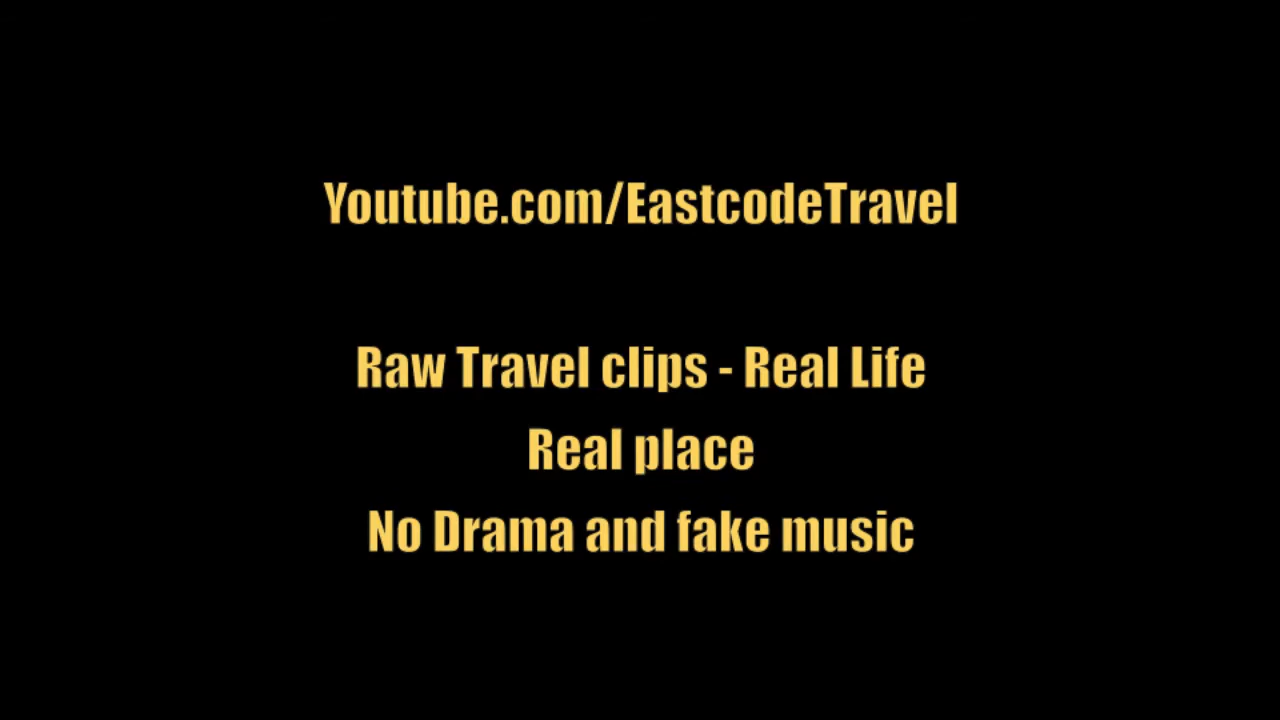 Youtube.com/EastcodeTravel
Raw Travel clips - Real Life
Real place
No Drama and fake music